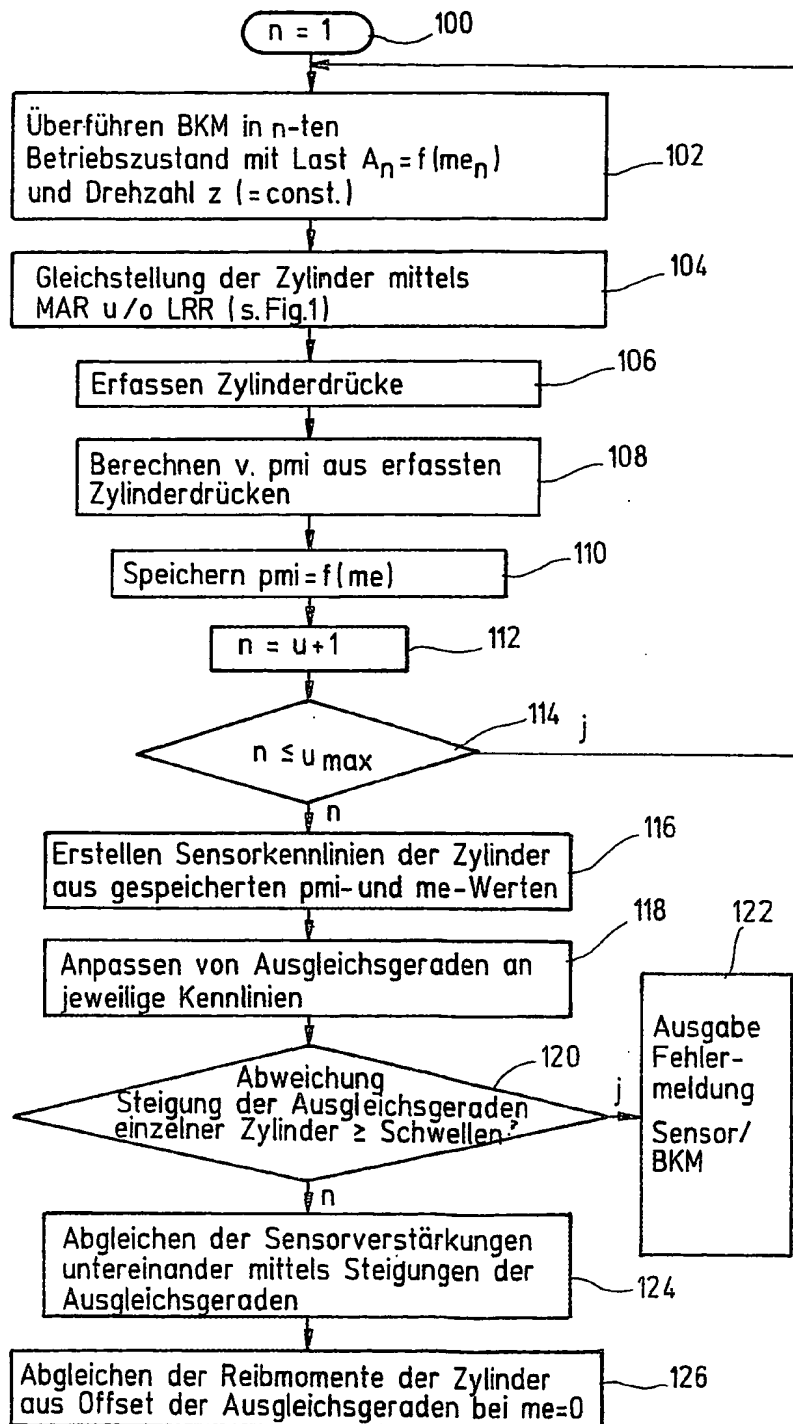 n = 1
100
Überführen BKM in n-ten
Betriebszustand mit Last Aₙ = f(meₙ)
und Drehzahl z (= const.)
102
Gleichstellung der Zylinder mittels
MAR u/o LRR (s. Fig.1)
104
Erfassen Zylinderdrücke
106
Berechnen v. pmi aus erfassten
Zylinderdrücken
108
Speichern pmi = f(me)
110
n = u+1
112
n ≤ u max
114
j
n
Erstellen Sensorkennlinien der Zylinder
aus gespeicherten pmi- und me-Werten
116
Anpassen von Ausgleichsgeraden an
jeweilige Kennlinien
118
Abweichung
Steigung der Ausgleichsgeraden
einzelner Zylinder ≥ Schwellen?
120
j
n
Ausgabe
Fehler-
meldung
Sensor/
BKM
122
Abgleichen der Sensorverstärkungen
untereinander mittels Steigungen der
Ausgleichsgeraden
124
Abgleichen der Reibmomente der Zylinder
aus Offset der Ausgleichsgeraden bei me=0
126